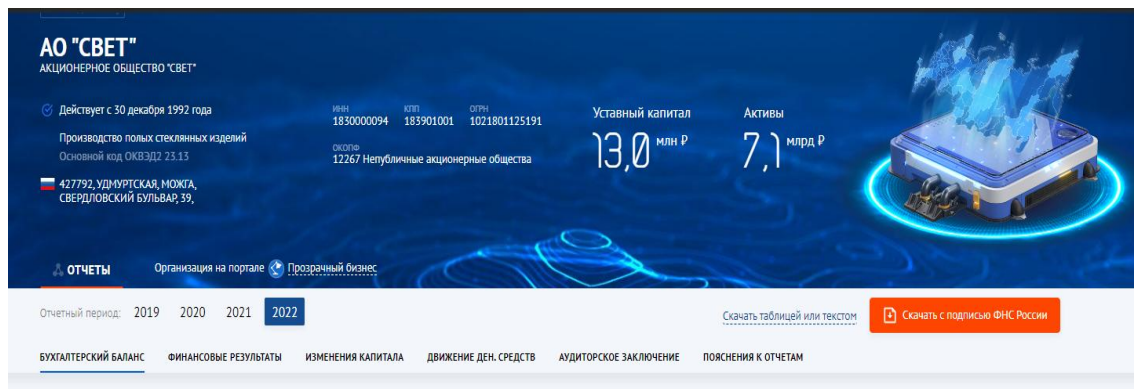 АО "СВЕТ"
АКЦИОНЕРНОЕ ОБЩЕСТВО "СВЕТ"
Действует с 30 декабря 1992 года
Производство полых стеклянных изделий
Основной код ОКВЭД2 23.13
427792, УДМУРТСКАЯ, МОЖГА,
СВЕРДЛОВСКИЙ БУЛЬВАР, 39,
ИНН КПП ОГРН
1830000094 183901001 1021801125191
ОКОПФ
12267 Непубличные акционерные общества
Уставный капитал
13,0 млн ₽
Активы
7,1 млрд ₽
ОТЧЕТЫ Организация на портале Прозрачный бизнес
Отчетный период: 2019 2020 2021 2022 Скачать таблицей или текстом Скачать с подписью ФНС России
БУХГАЛТЕРСКИЙ БАЛАНС ФИНАНСОВЫЕ РЕЗУЛЬТАТЫ ИЗМЕНЕНИЯ КАПИТАЛА ДВИЖЕНИЕ ДЕН. СРЕДСТВ АУДИТОРСКОЕ ЗАКЛЮЧЕНИЕ ПОЯСНЕНИЯ К ОТЧЕТАМ